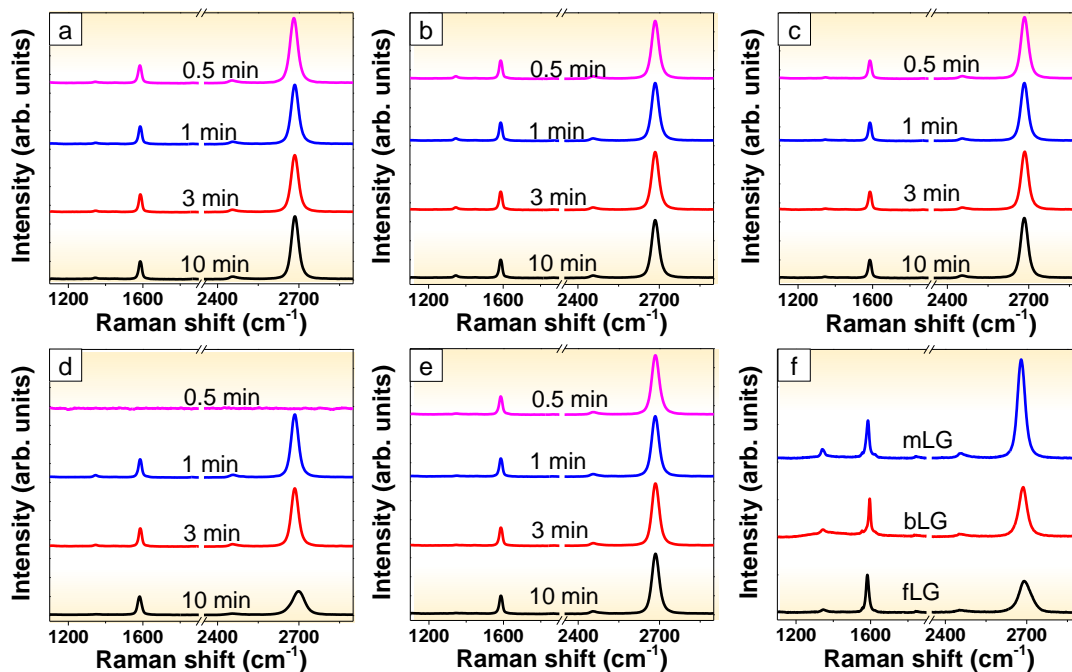 a
Intensity (arb. units)
0.5 min
1 min
3 min
10 min
1200 1600 2400 2700
Raman shift (cm⁻¹)
b
Intensity (arb. units)
0.5 min
1 min
3 min
10 min
1200 1600 2400 2700
Raman shift (cm⁻¹)
c
Intensity (arb. units)
0.5 min
1 min
3 min
10 min
1200 1600 2400 2700
Raman shift (cm⁻¹)
d
Intensity (arb. units)
0.5 min
1 min
3 min
10 min
1200 1600 2400 2700
Raman shift (cm⁻¹)
e
Intensity (arb. units)
0.5 min
1 min
3 min
10 min
1200 1600 2400 2700
Raman shift (cm⁻¹)
f
Intensity (arb. units)
mLG
bLG
fLG
1200 1600 2400 2700
Raman shift (cm⁻¹)